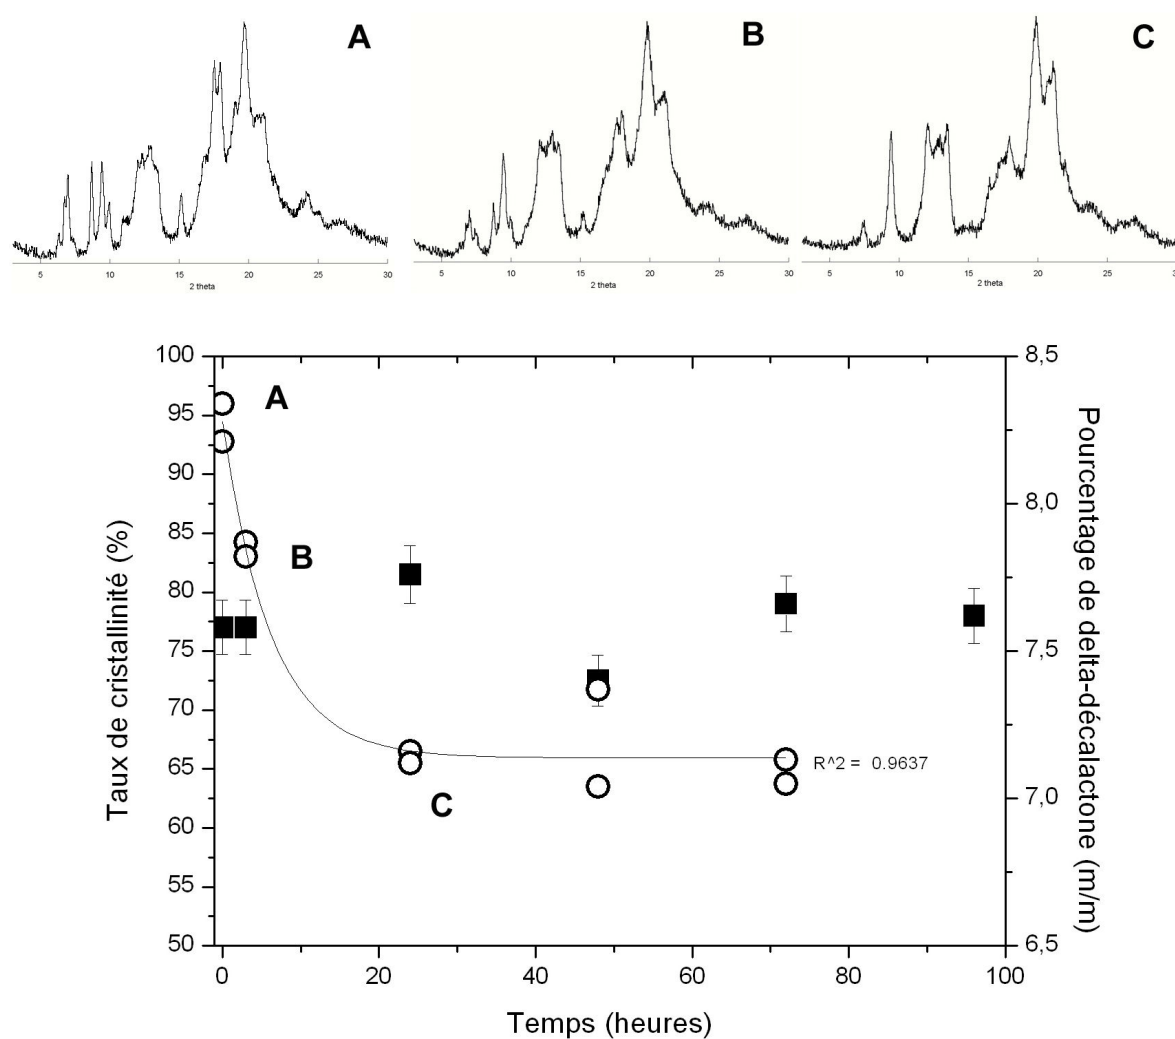 A
B
C
5 10 15 20 25 30
2 theta
5 10 15 20 25 30
2 theta
5 10 15 20 25 30
2 theta
Taux de cristallinité (%)
100
95
90
85
80
75
70
65
60
55
50
A
B
C
R^2 = 0.9637
8,5
8,0
7,5
7,0
6,5
Pourcentage de delta-décalactone (m/m)
0 20 40 60 80 100
Temps (heures)